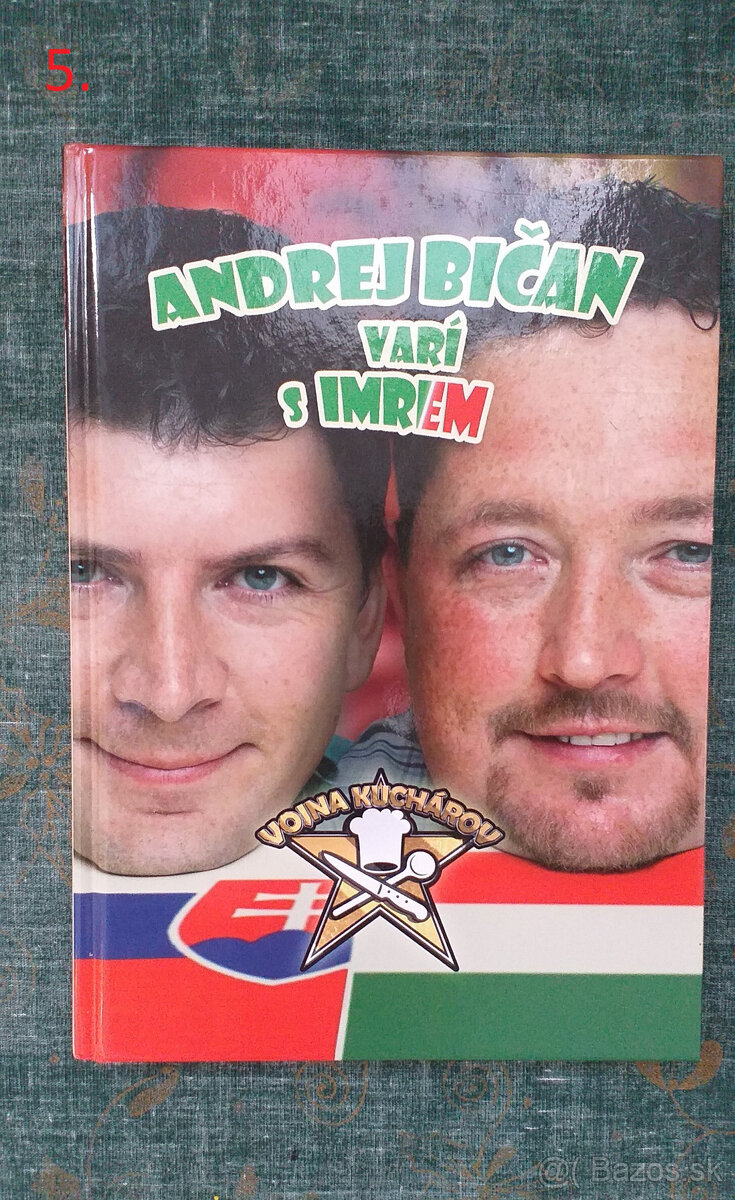 5.
ANDREJ BIČAN
VARÍ
S IMREM
VOJNA KUCHÁROV
@( Bazos.sk